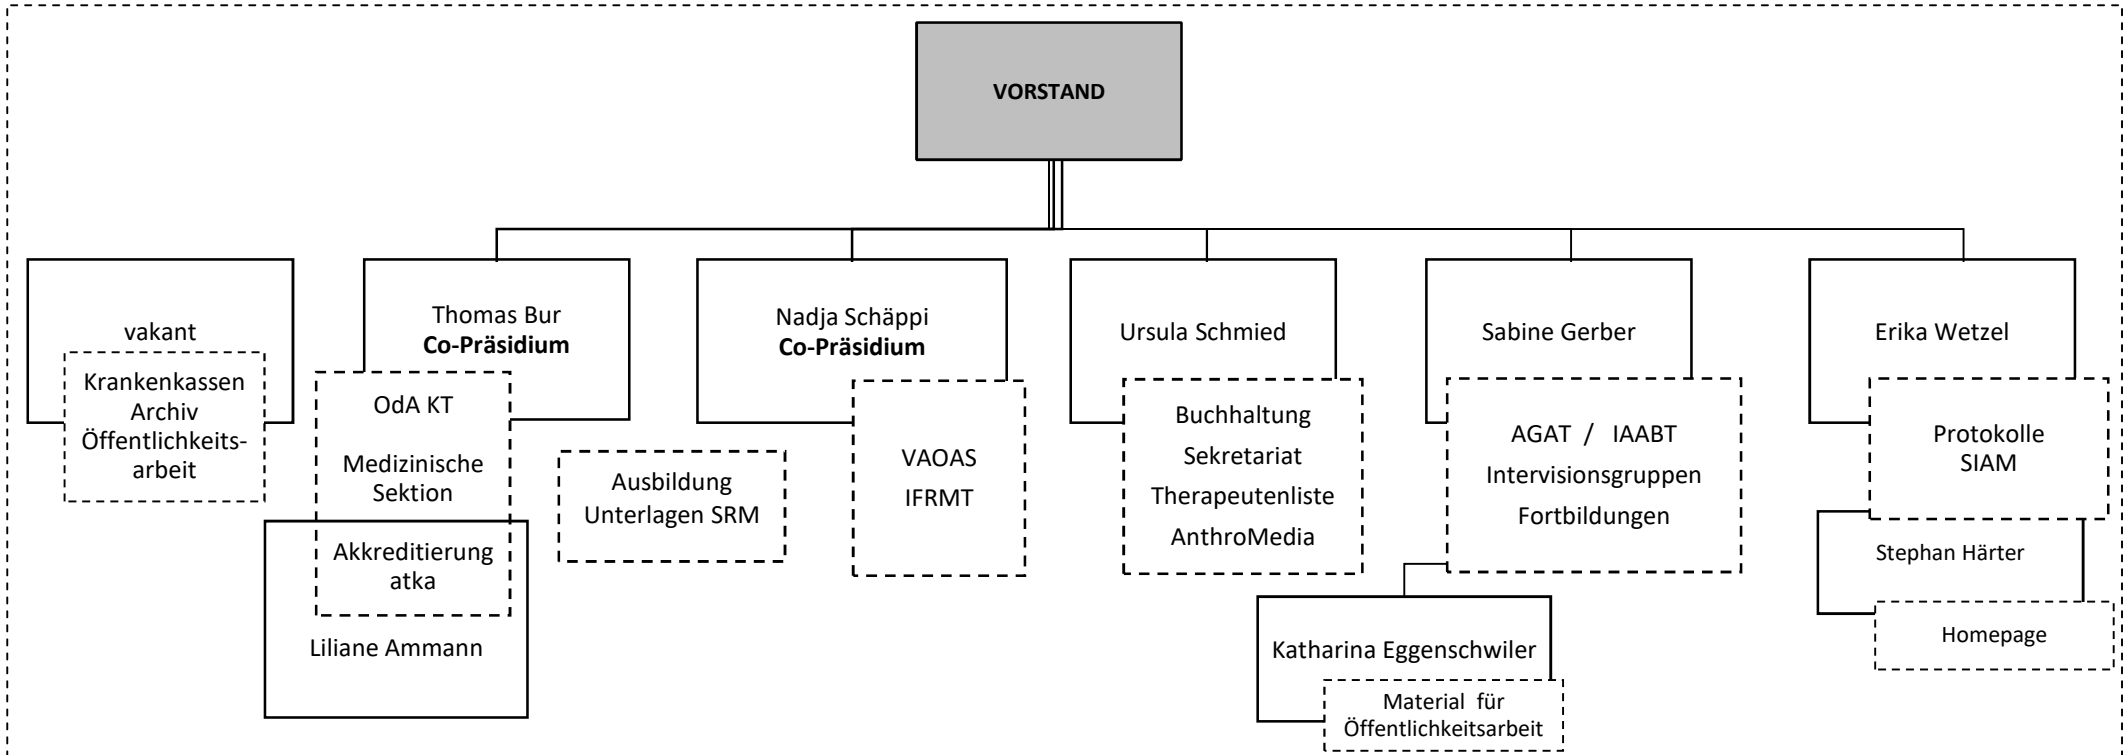 VORSTAND
vakant
Krankenkassen
Archiv
Öffentlichkeits-
arbeit
Thomas Bur
Co-Präsidium
OdA KT
Medizinische
Sektion
Akkreditierung
atka
Liliane Ammann
Ausbildung
Unterlagen SRM
Nadja Schäppi
Co-Präsidium
VAOAS
IFRMT
Ursula Schmied
Buchhaltung
Sekretariat
Therapeutenliste
AnthroMedia
Sabine Gerber
AGAT / IAABT
Intervisionsgruppen
Fortbildungen
Katharina Eggenschwiler
Material für
Öffentlichkeitsarbeit
Erika Wetzel
Protokolle
SIAM
Stephan Härter
Homepage